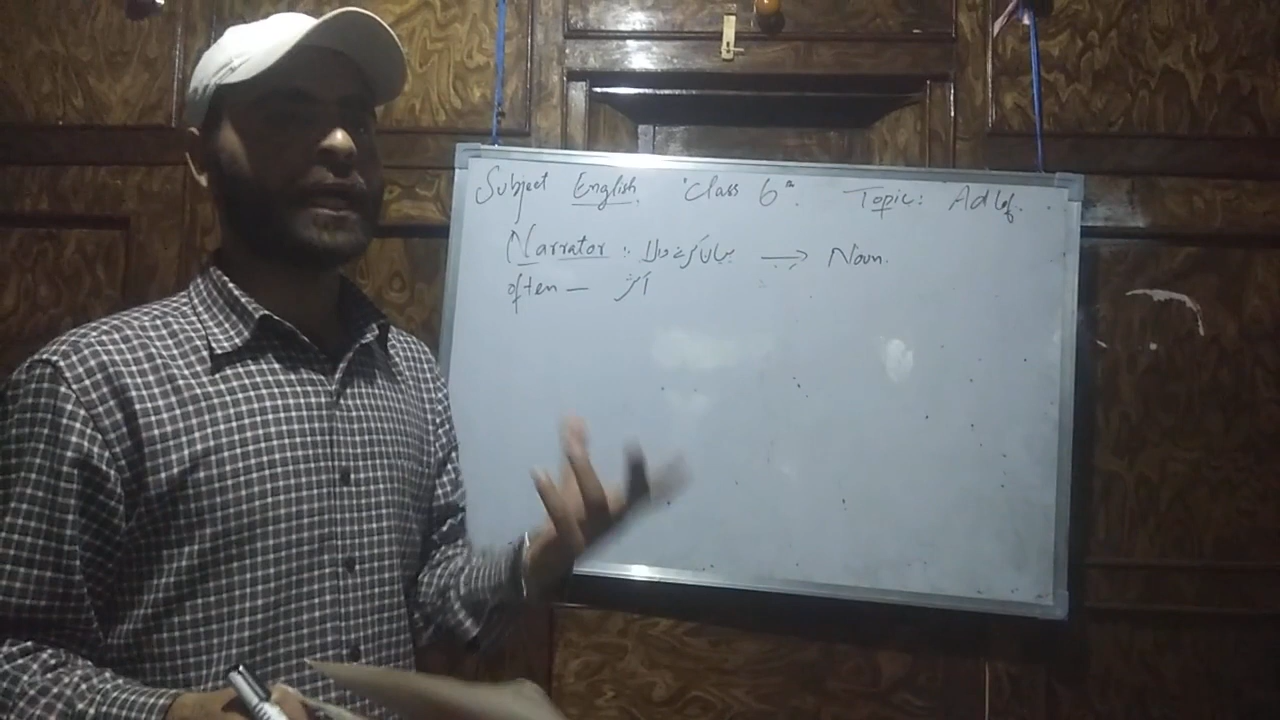 Subject English. Class 6th. Topic:
Narrator : بیان کرنے والا → Noun.
often — اکثر